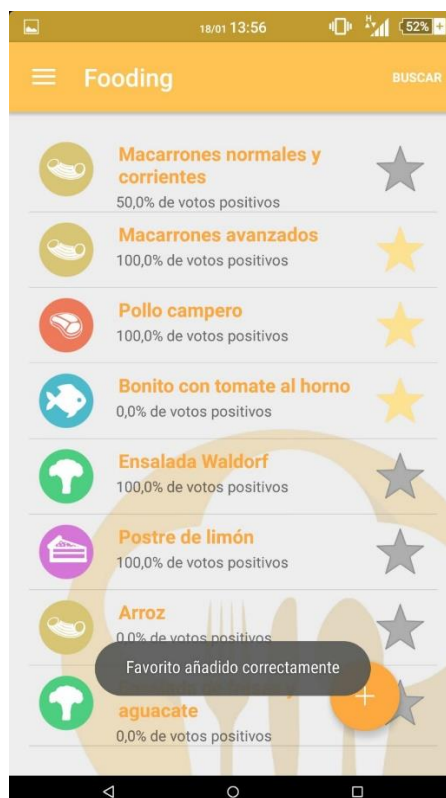 18/01 13:56
H
52%
Fooding
BUSCAR
Macarrones normales y
corrientes
50,0% de votos positivos
Macarrones avanzados
100,0% de votos positivos
Pollo campero
100,0% de votos positivos
Bonito con tomate al horno
0,0% de votos positivos
Ensalada Waldorf
100,0% de votos positivos
Postre de limón
100,0% de votos positivos
Arroz
0,0% de votos positivos
Favorito añadido correctamente
aguacate
0,0% de votos positivos